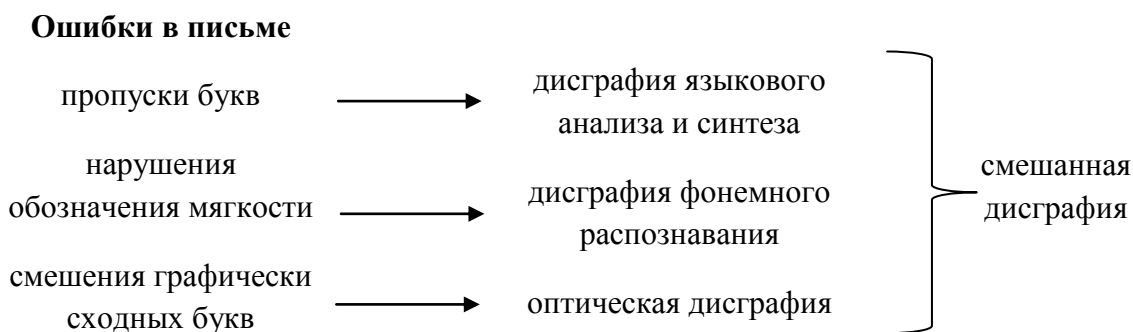 Ошибки в письме
пропуски букв
дисграфия языкового
анализа и синтеза
нарушения
обозначения мягкости
дисграфия фонемного
распознавания
смешения графически
сходных букв
оптическая дисграфия
смешанная
дисграфия